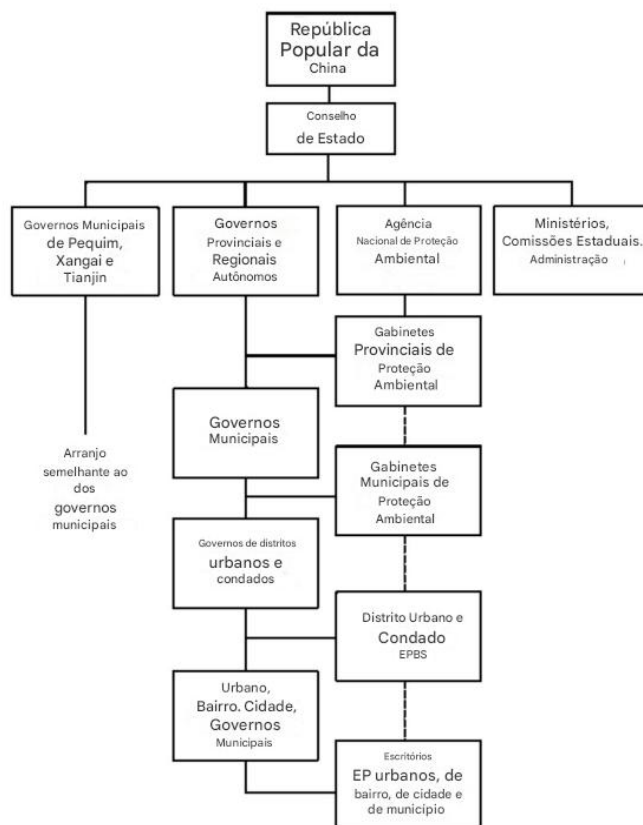 República
Popular da
China
Conselho
de Estado
Governos Municipais
de Pequim,
Xangai e
Tianjin
Governos
Provinciais e
Regionais
Autônomos
Agência
Nacional de Proteção
Ambiental
Ministérios,
Comissões Estaduais.
Administração
Gabinetes
Provinciais de
Proteção
Ambiental
Governos
Municipais
Arranjo
semelhante ao
dos
governos
municipais
Gabinetes
Municipais de
Proteção
Ambiental
Governos de distritos
urbanos e
condados
Distrito Urbano e
Condado
EPBS
Urbano,
Bairro. Cidade,
Governos
Municipais
Escritórios
EP urbanos, de
bairro, de cidade e
de município